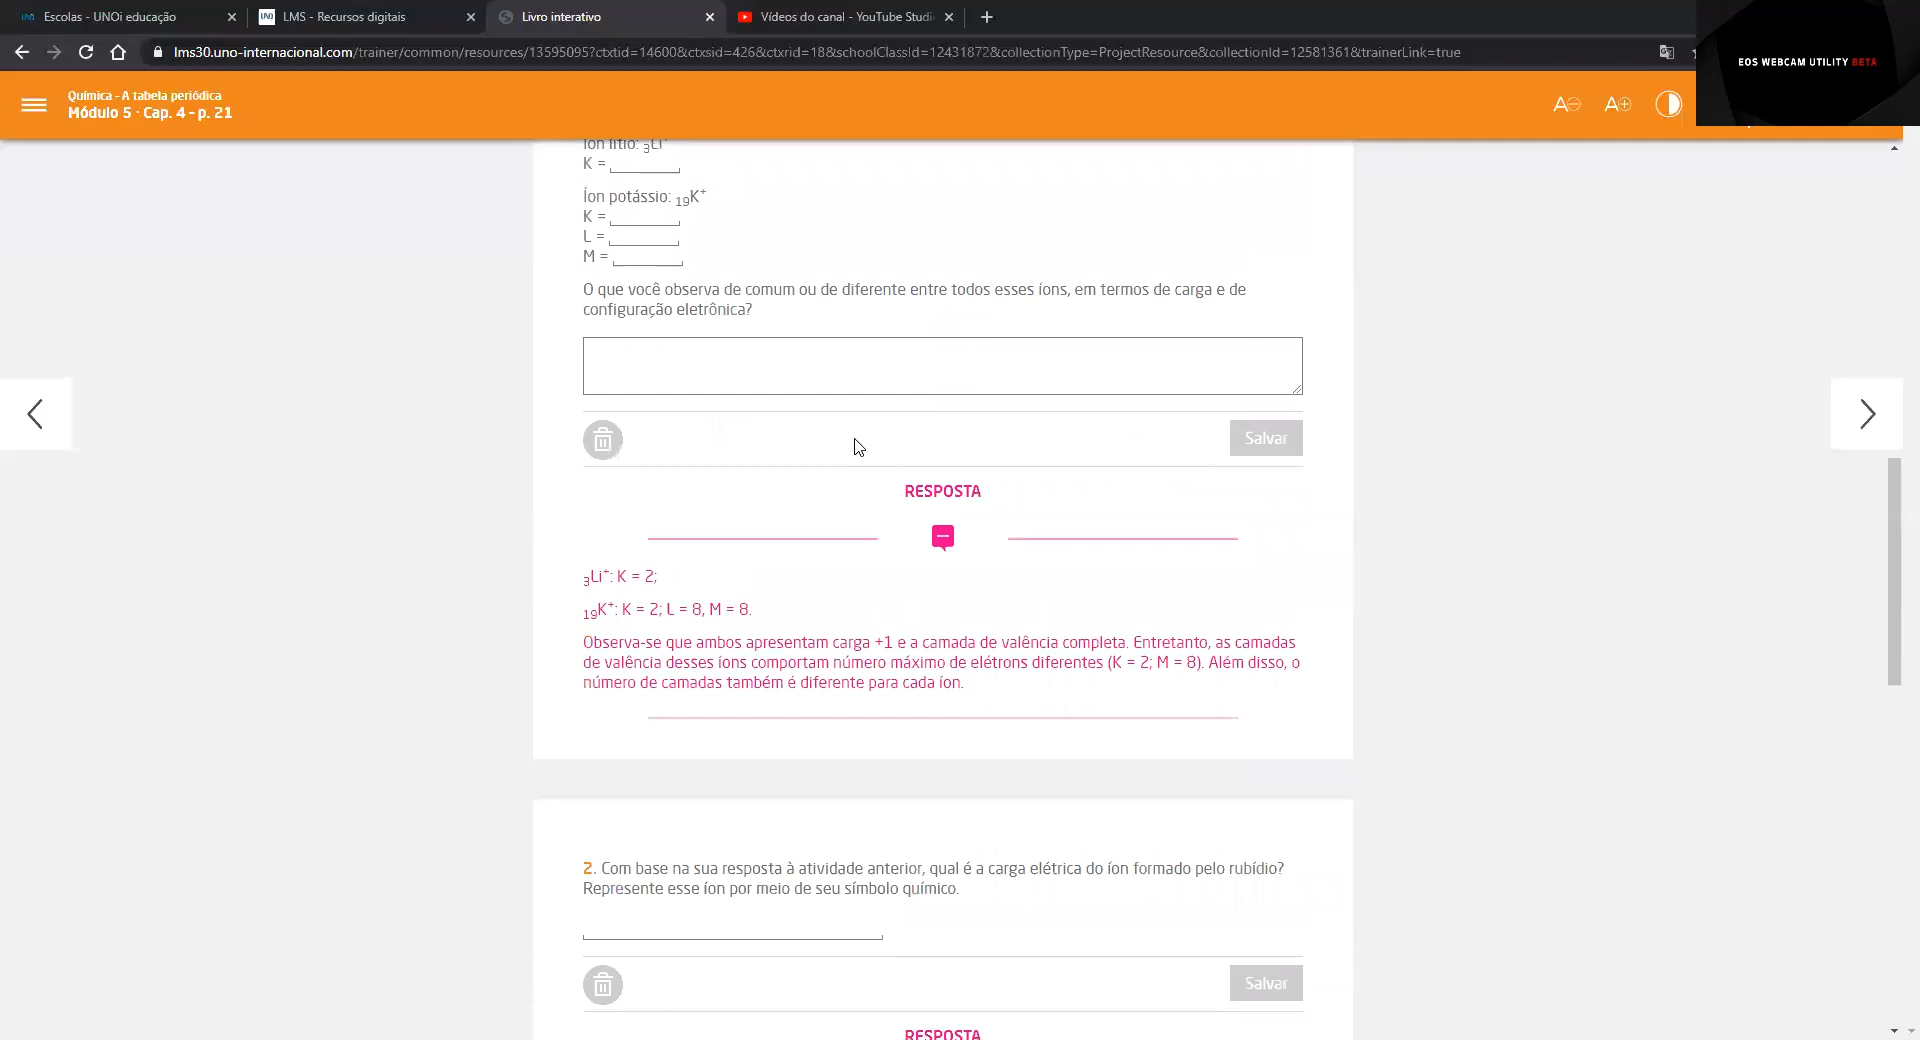 Escolas - UNOi educação
LMS - Recursos digitais
Livro interativo
Vídeos do canal - YouTube Studi
lms30.uno-internacional.com/trainer/common/resources/13595095?ctxtid=14600&ctxsid=426&ctxrid=18&schoolClassId=12431872&collectionType=ProjectResource&collectionId=12581361&trainerLink=true
EOS WEBCAM UTILITY BETA
Química - A tabela periódica
Módulo 5 · Cap. 4 - p. 21
A- A+
Íon lítio: ₃Li⁺
K =
Íon potássio: ₁₉K⁺
K =
L =
M =
O que você observa de comum ou de diferente entre todos esses íons, em termos de carga e de
configuração eletrônica?
Salvar
RESPOSTA
₃Li⁺: K = 2;
₁₉K⁺: K = 2; L = 8, M = 8.
Observa-se que ambos apresentam carga +1 e a camada de valência completa. Entretanto, as camadas
de valência desses íons comportam número máximo de elétrons diferentes (K = 2; M = 8). Além disso, o
número de camadas também é diferente para cada íon.
2. Com base na sua resposta à atividade anterior, qual é a carga elétrica do íon formado pelo rubídio?
Represente esse íon por meio de seu símbolo químico.
Salvar
RESPOSTA